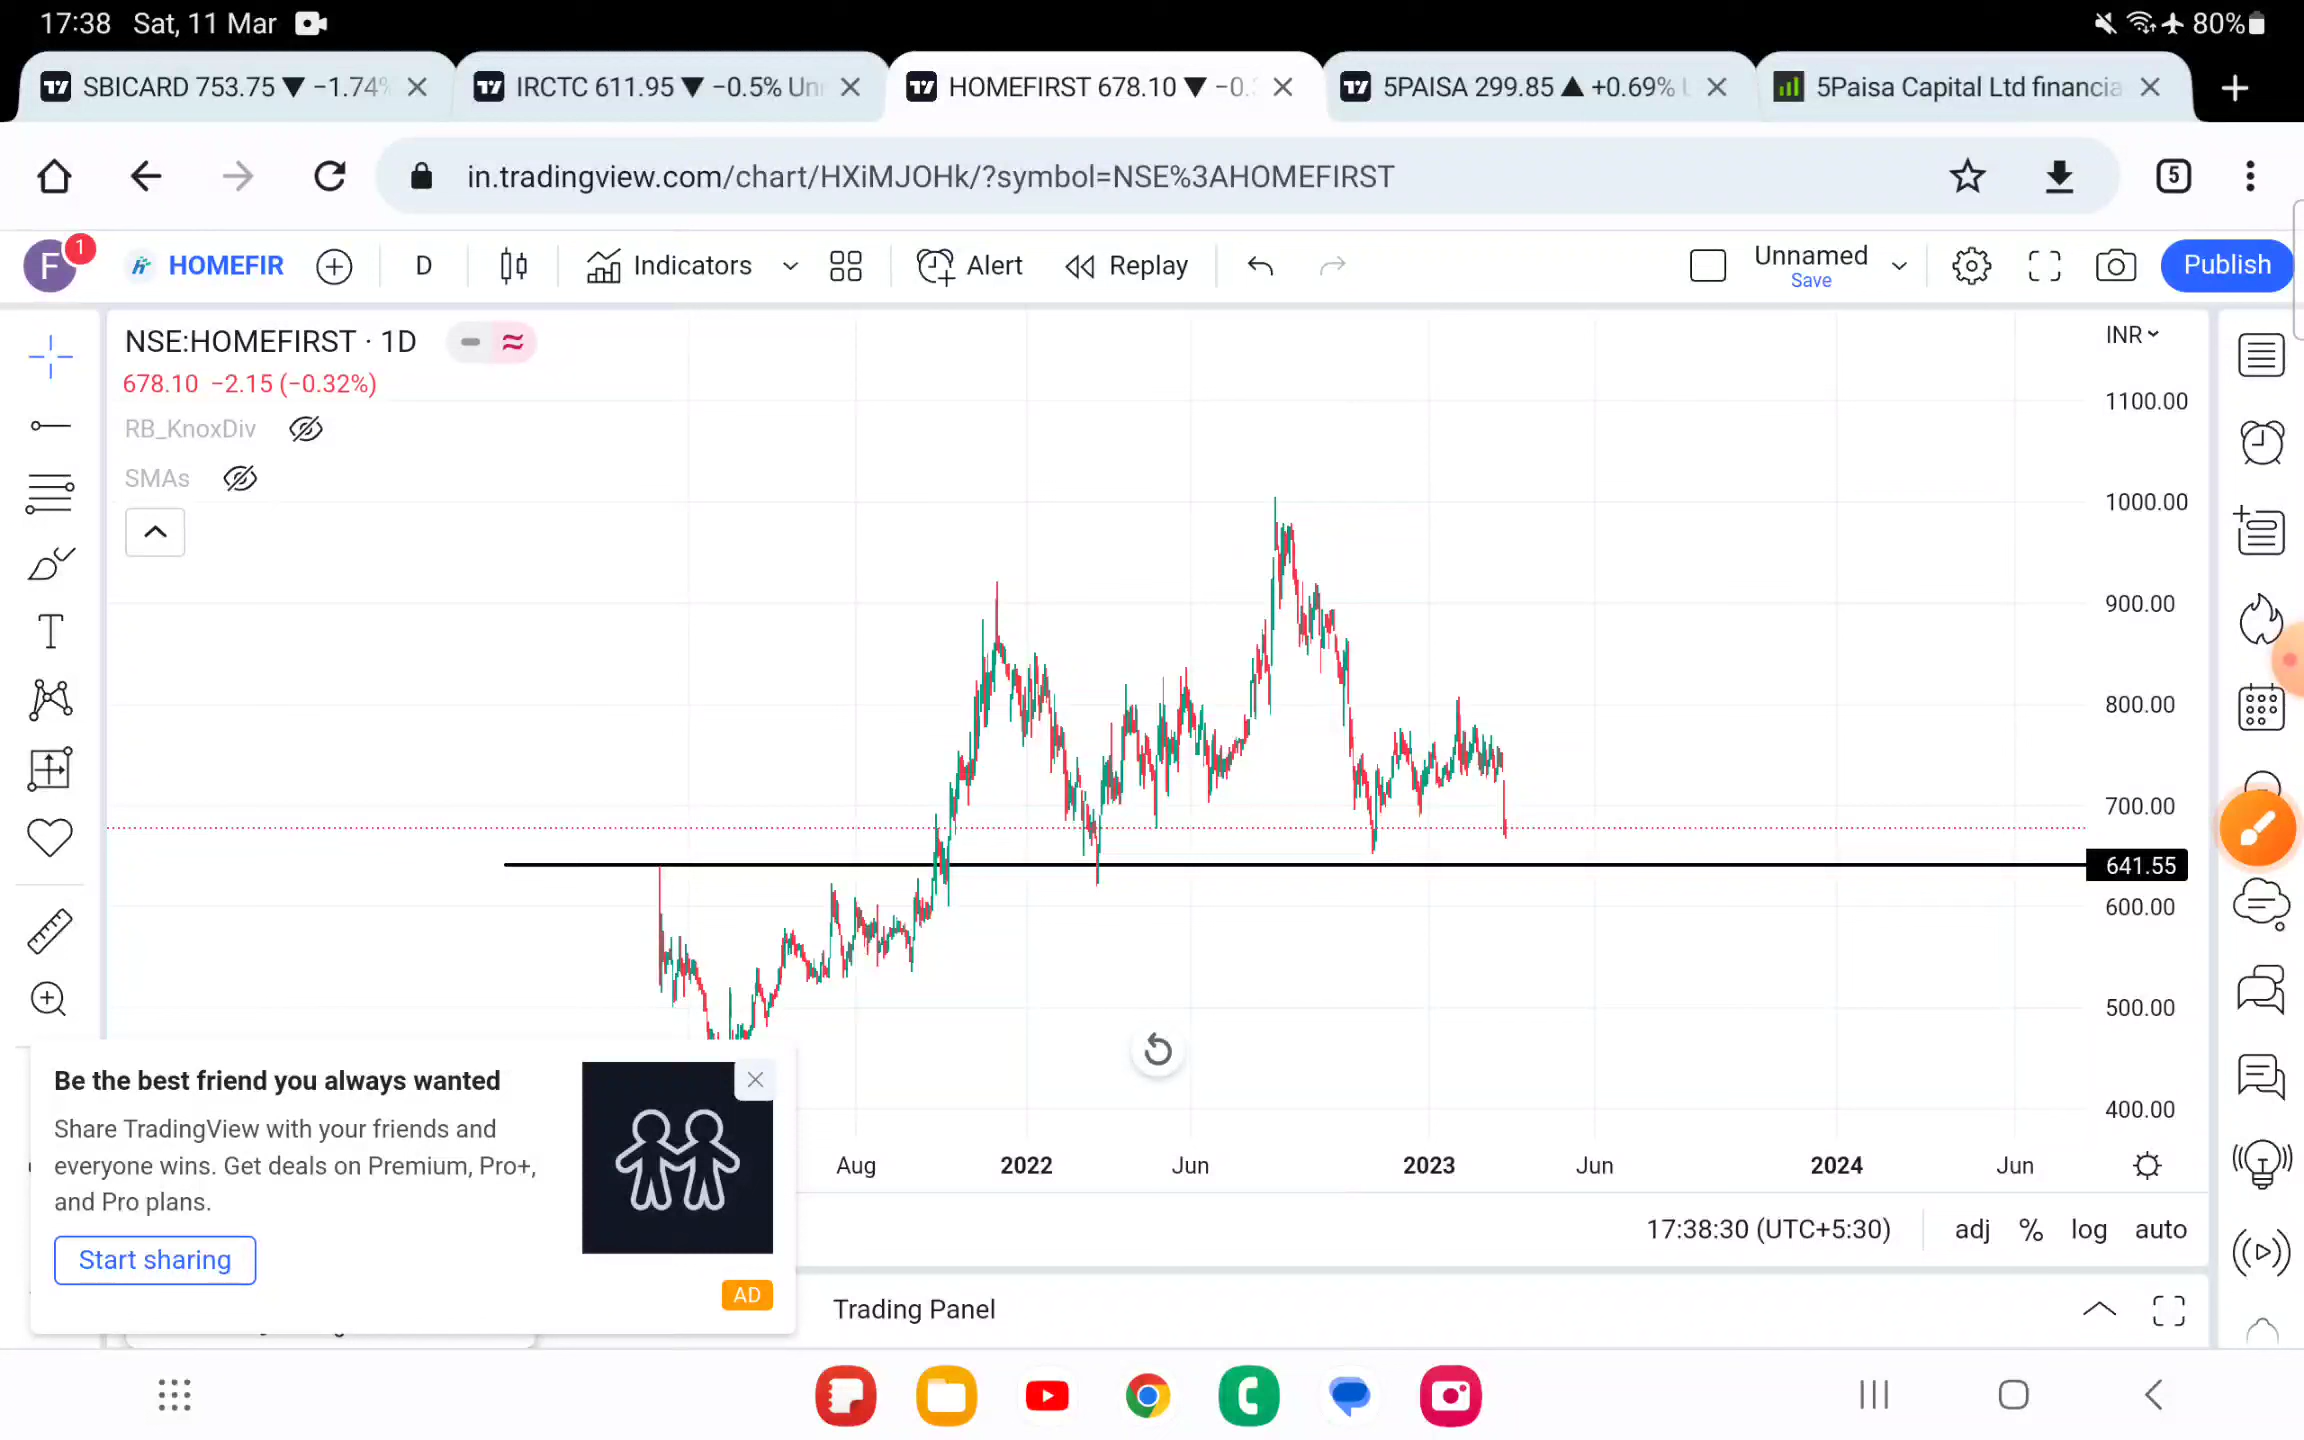 17:38 Sat, 11 Mar 80%
SBICARD 753.75 ▼ −1.74%
IRCTC 611.95 ▼ −0.5% Un
HOMEFIRST 678.10 ▼ −0.
5PAISA 299.85 ▲ +0.69%
5Paisa Capital Ltd financia
in.tradingview.com/chart/HXiMJOHk/?symbol=NSE%3AHOMEFIRST
5
F 1
HOMEFIR
D
Indicators
Alert
Replay
Unnamed
Save
Publish
NSE:HOMEFIRST · 1D
678.10 −2.15 (−0.32%)
RB_KnoxDiv
SMAs
INR
1100.00
1000.00
900.00
800.00
700.00
641.55
600.00
500.00
400.00
Aug 2022 Jun 2023 Jun 2024 Jun
Be the best friend you always wanted
Share TradingView with your friends and
everyone wins. Get deals on Premium, Pro+,
and Pro plans.
Start sharing
AD
17:38:30 (UTC+5:30) adj % log auto
Trading Panel